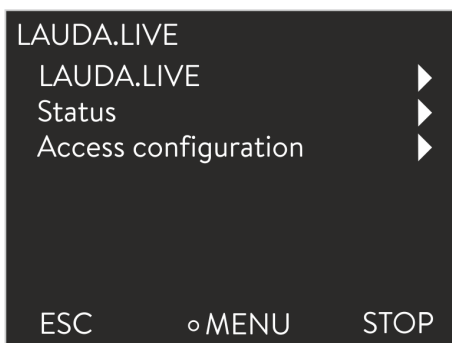 LAUDA.LIVE
LAUDA.LIVE
Status
Access configuration
ESC MENU STOP